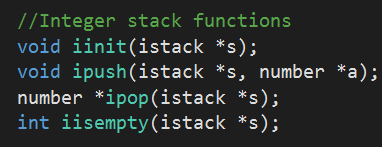 //Integer stack functions
void iinit(istack *s);
void ipush(istack *s, number *a);
number *ipop(istack *s);
int iisempty(istack *s);